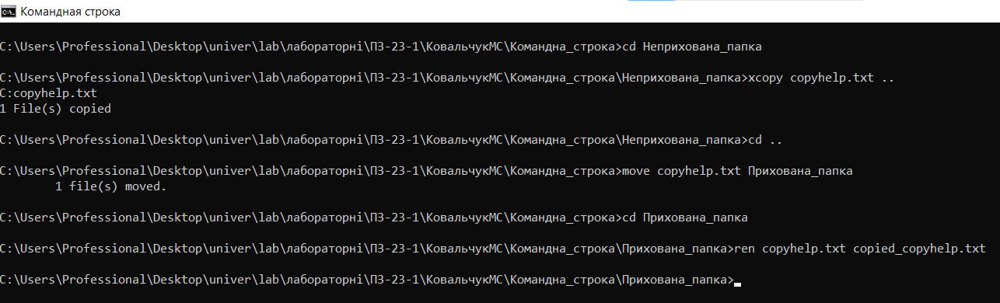 Командная строка
C:\Users\Professional\Desktop\univer\lab\лабораторні\ПЗ-23-1\КовальчукМС\Командна_строка>cd Неприхована_папка
C:\Users\Professional\Desktop\univer\lab\лабораторні\ПЗ-23-1\КовальчукМС\Командна_строка\Неприхована_папка>xcopy copyhelp.txt ..
C:copyhelp.txt
1 File(s) copied
C:\Users\Professional\Desktop\univer\lab\лабораторні\ПЗ-23-1\КовальчукМС\Командна_строка\Неприхована_папка>cd ..
C:\Users\Professional\Desktop\univer\lab\лабораторні\ПЗ-23-1\КовальчукМС\Командна_строка>move copyhelp.txt Прихована_папка
1 file(s) moved.
C:\Users\Professional\Desktop\univer\lab\лабораторні\ПЗ-23-1\КовальчукМС\Командна_строка>cd Прихована_папка
C:\Users\Professional\Desktop\univer\lab\лабораторні\ПЗ-23-1\КовальчукМС\Командна_строка\Прихована_папка>ren copyhelp.txt copied_copyhelp.txt
C:\Users\Professional\Desktop\univer\lab\лабораторні\ПЗ-23-1\КовальчукМС\Командна_строка\Прихована_папка>